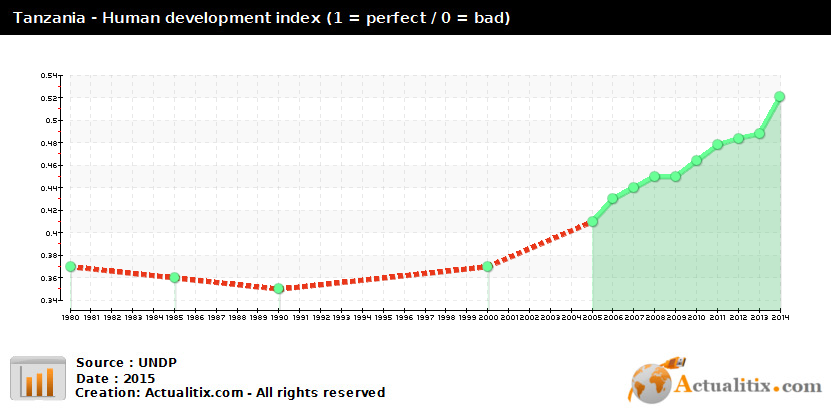 Tanzania - Human development index (1 = perfect / 0 = bad)
0.54
0.52
0.5
0.48
0.46
0.44
0.42
0.4
0.38
0.36
0.34
1980 1981 1982 1983 1984 1985 1986 1987 1988 1989 1990 1991 1992 1993 1994 1995 1996 1997 1998 1999 2000 2001 2002 2003 2004 2005 2006 2007 2008 2009 2010 2011 2012 2013 2014
Source : UNDP
Date : 2015
Creation: Actualitix.com - All rights reserved
Actualitix.com